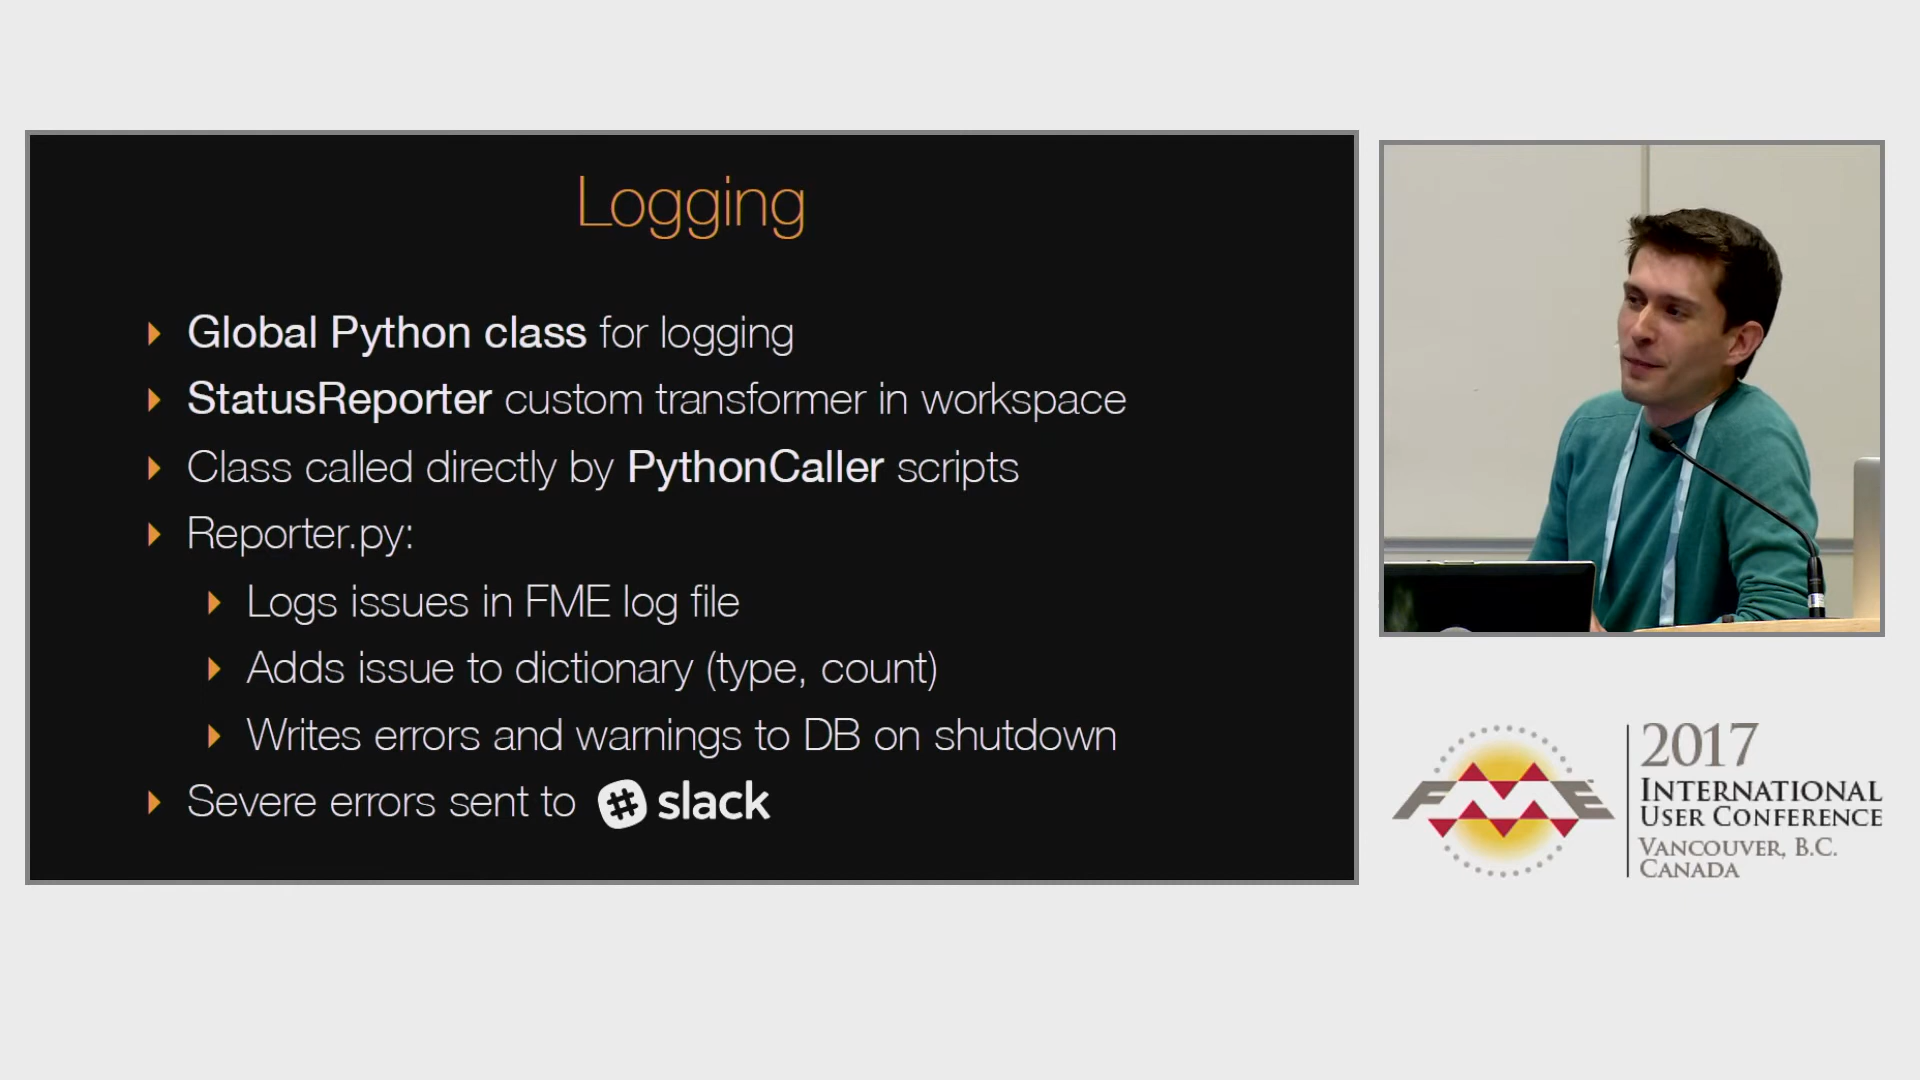 Logging
Global Python class for logging
StatusReporter custom transformer in workspace
Class called directly by PythonCaller scripts
Reporter.py:
Logs issues in FME log file
Adds issue to dictionary (type, count)
Writes errors and warnings to DB on shutdown
Severe errors sent to # slack
FME
2017
INTERNATIONAL
USER CONFERENCE
VANCOUVER, B.C.
CANADA